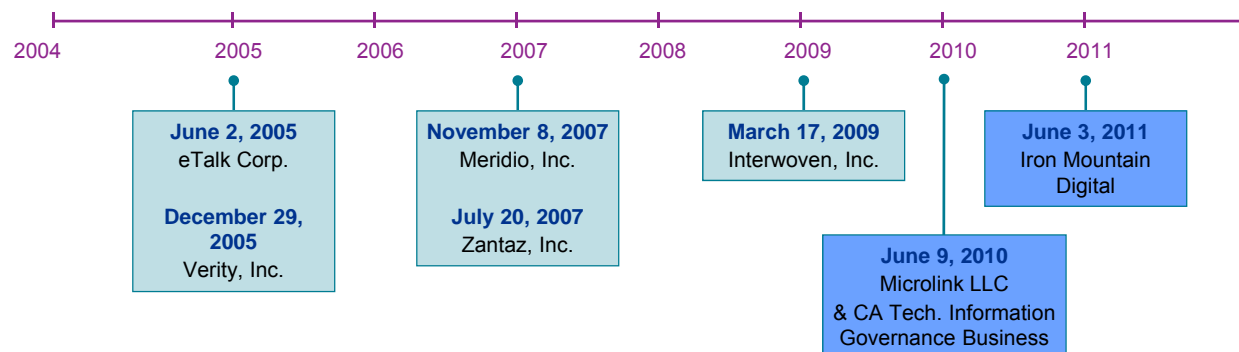 2004 2005 2006 2007 2008 2009 2010 2011
June 2, 2005
eTalk Corp.
December 29,
2005
Verity, Inc.
November 8, 2007
Meridio, Inc.
July 20, 2007
Zantaz, Inc.
March 17, 2009
Interwoven, Inc.
June 9, 2010
Microlink LLC
& CA Tech. Information
Governance Business
June 3, 2011
Iron Mountain
Digital